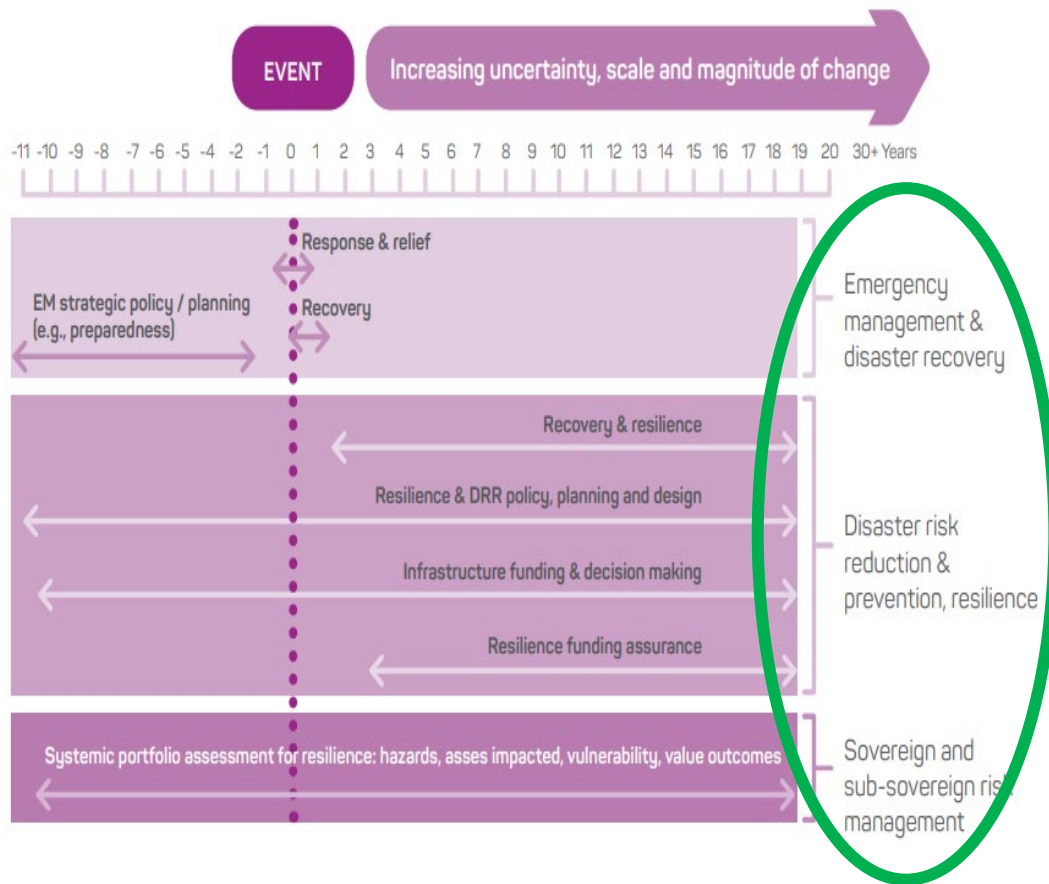 EVENT
Increasing uncertainty, scale and magnitude of change
-11 -10 -9 -8 -7 -6 -5 -4 -2 -1 0 1 2 3 4 5 6 7 8 9 10 11 12 13 14 15 16 17 18 19 20 30+ Years
Response & relief
EM strategic policy / planning
(e.g., preparedness)
Recovery
Emergency
management &
disaster recovery
Recovery & resilience
Resilience & DRR policy, planning and design
Infrastructure funding & decision making
Resilience funding assurance
Disaster risk
reduction &
prevention, resilience
Systemic portfolio assessment for resilience: hazards, asses impacted, vulnerability, value outcomes
Sovereign and
sub-sovereign risk
management